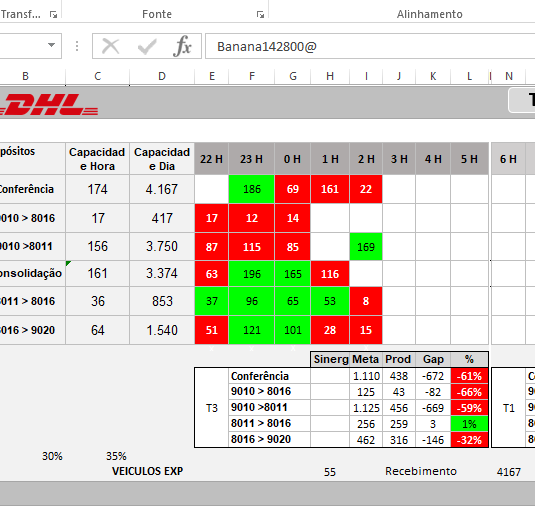 Transf...
Fonte
Alinhamento
fx
Banana142800@
B C D E F G H I J K L N
DHL
T
pósitos Capacidad e Hora Capacidad e Dia 22 H 23 H 0 H 1 H 2 H 3 H 4 H 5 H 6 H
Conferência 174 4.167 186 69 161 22
9010 > 8016 17 417 17 12 14
9010 >8011 156 3.750 87 115 85 169
onsolidação 161 3.374 63 196 165 116
8011 > 8016 36 853 37 96 65 53 8
8016 > 9020 64 1.540 51 121 101 28 15
Sinerg Meta Prod Gap %
Conferência 1.110 438 -672 -61% Co
9010 > 8016 125 43 -82 -66% 90
T3 9010 >8011 1.125 456 -669 -59% T1 90
8011 > 8016 256 259 3 1% 80
8016 > 9020 462 316 -146 -32% 80
30% 35%
VEICULOS EXP 55 Recebimento 4167